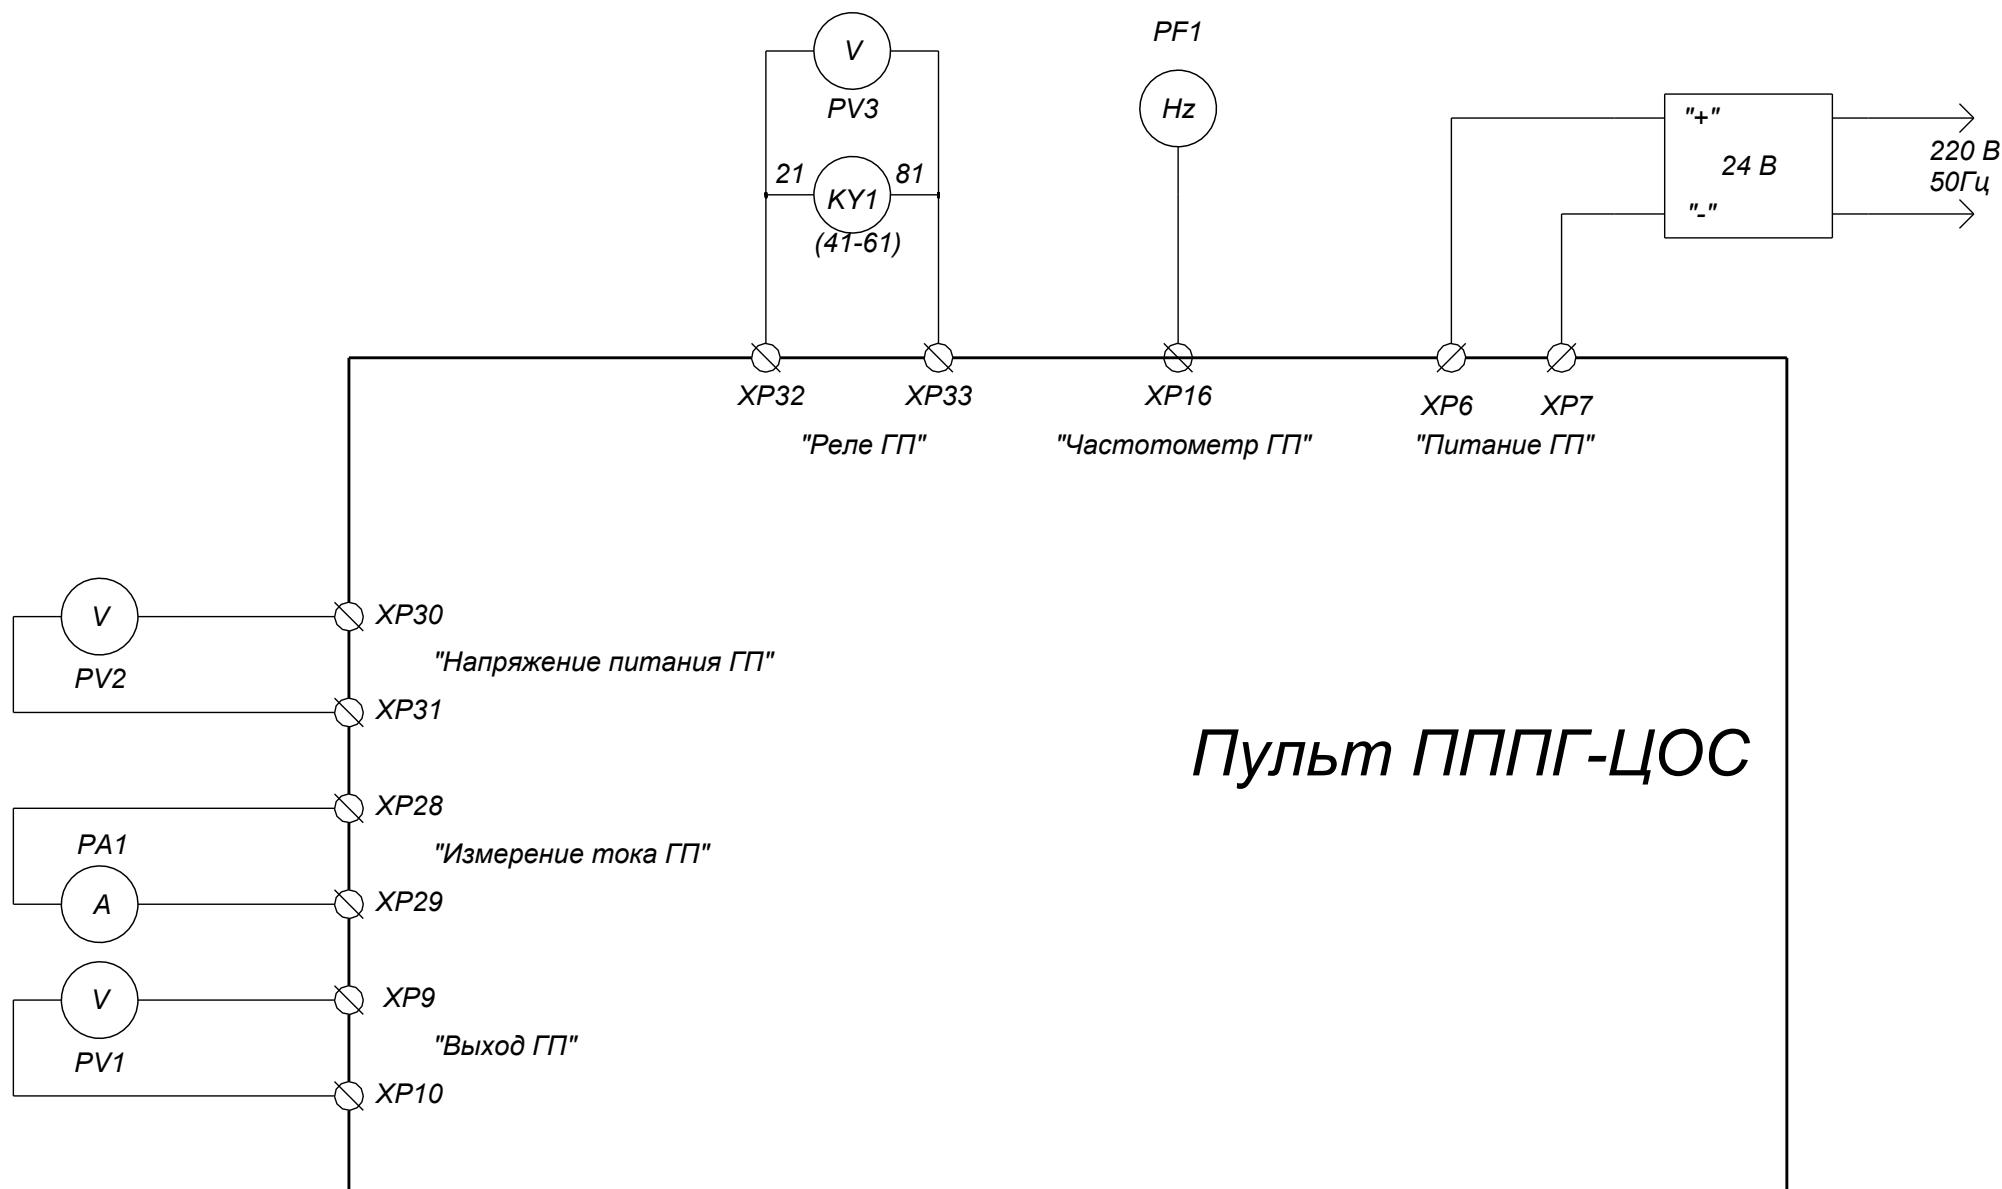 PF1
V
PV3
Hz
"+"
24 В
"-"
220 В
50Гц
21
81
KY1
(41-61)
XP32
XP33
XP16
XP6
XP7
"Реле ГП"
"Частотометр ГП"
"Питание ГП"
V
PV2
XP30
"Напряжение питания ГП"
XP31
Пульт ПППГ-ЦОС
XP28
PA1
"Измерение тока ГП"
A
XP29
V
PV1
XP9
"Выход ГП"
XP10